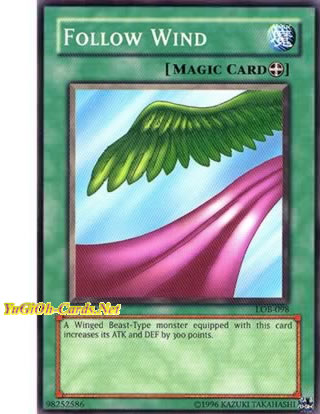 FOLLOW WIND
魔
[MAGIC CARD
]
LOB-098
YuGiOh-Cards.Net
A Winged Beast-Type monster equipped with this card
increases its ATK and DEF by 300 points.
98252586
©1996 KAZUKI TAKAHASHI